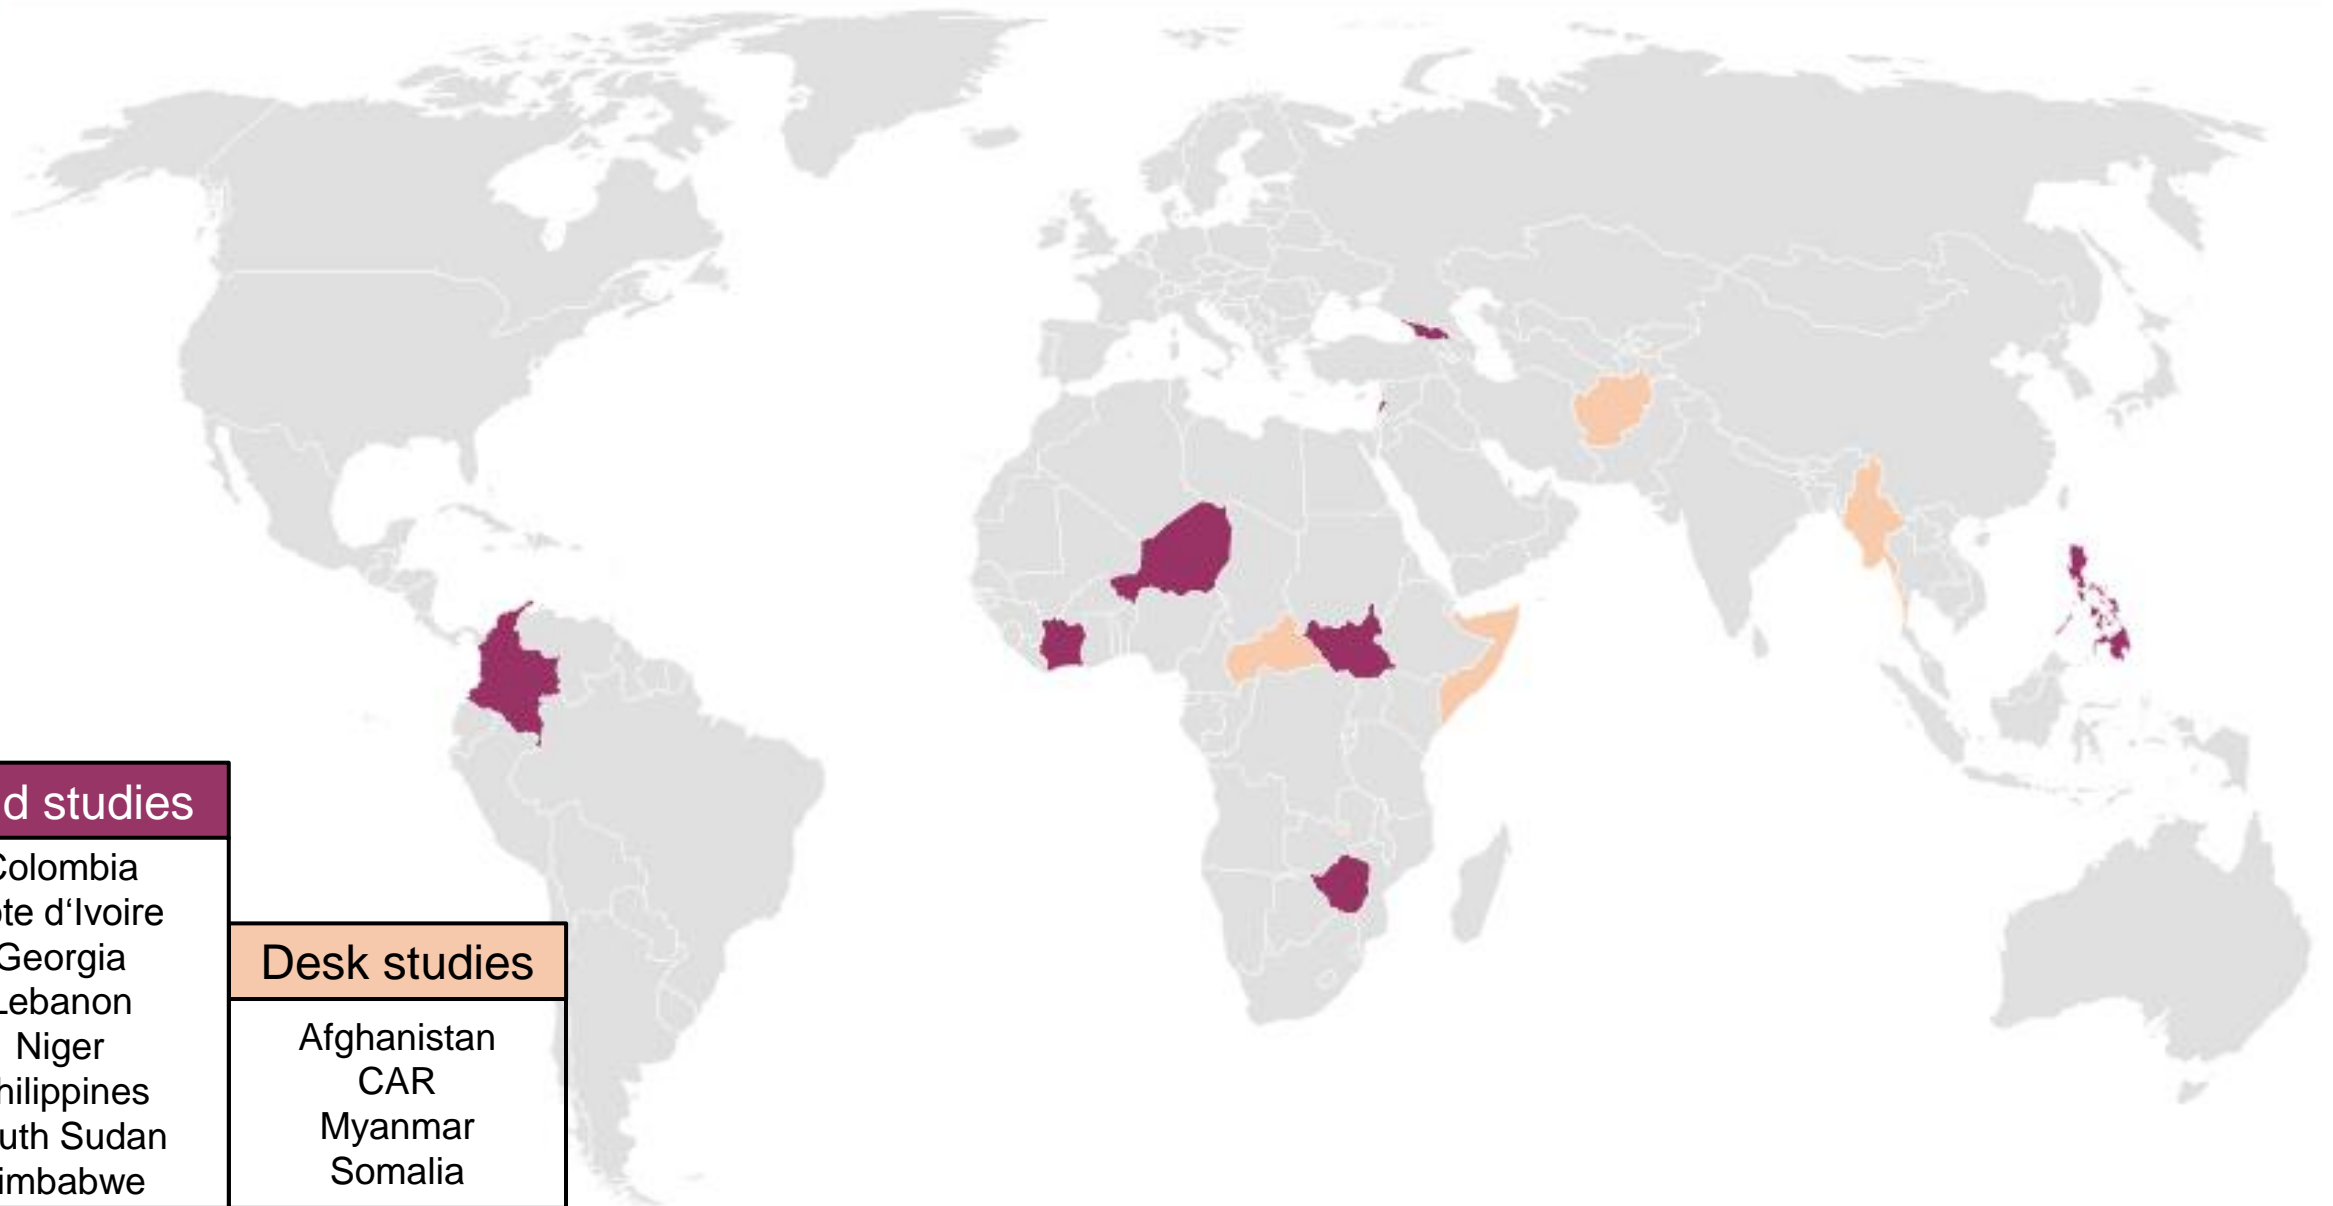 d studies
Colombia
te d‘Ivoire
Georgia
Lebanon
Niger
hilippines
uth Sudan
imbabwe
Desk studies
Afghanistan
CAR
Myanmar
Somalia